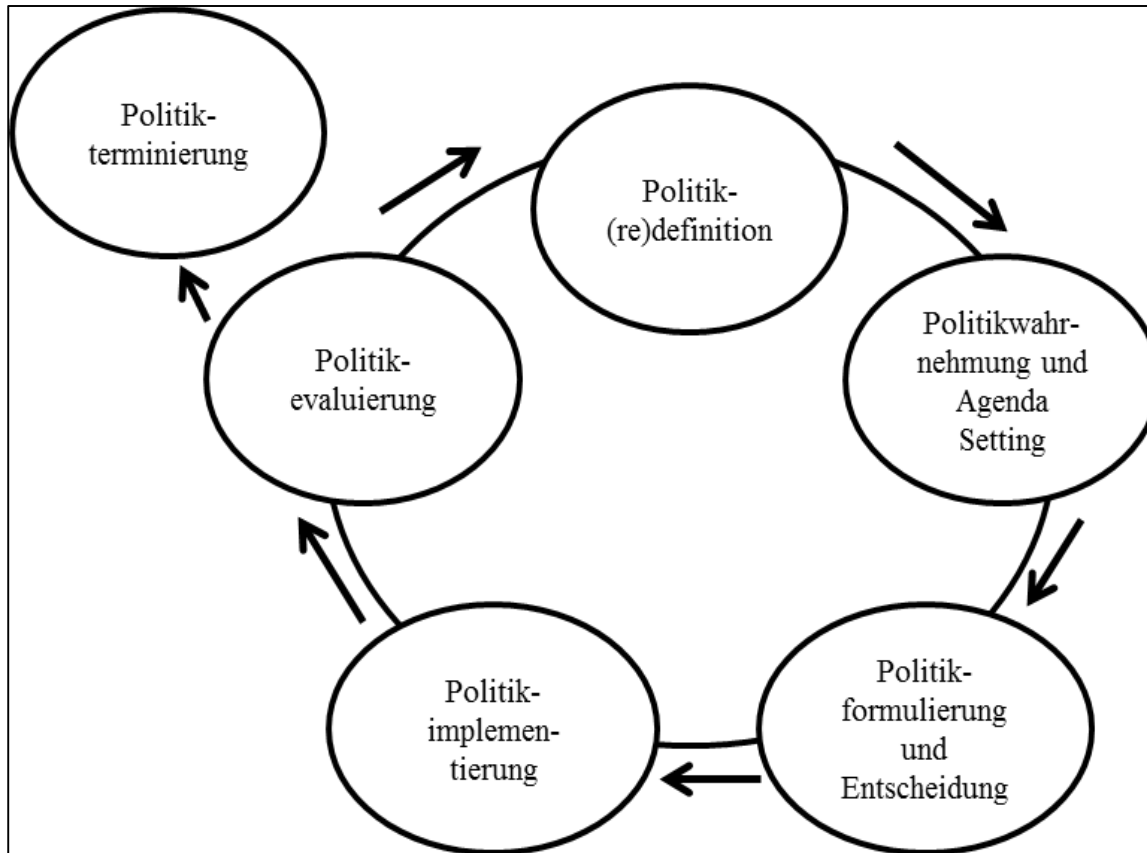 Politik-
terminierung
Politik-
(re)definition
Politikwahr-
nehmung und
Agenda
Setting
Politik-
formulierung
und
Entscheidung
Politik-
implemen-
tierung
Politik-
evaluierung